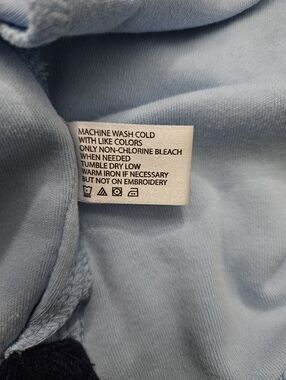 MACHINE WASH COLD
WITH LIKE COLORS
ONLY NON-CHLORINE BLEACH
WHEN NEEDED
TUMBLE DRY LOW
WARM IRON IF NECESSARY
BUT NOT ON EMBROIDERY